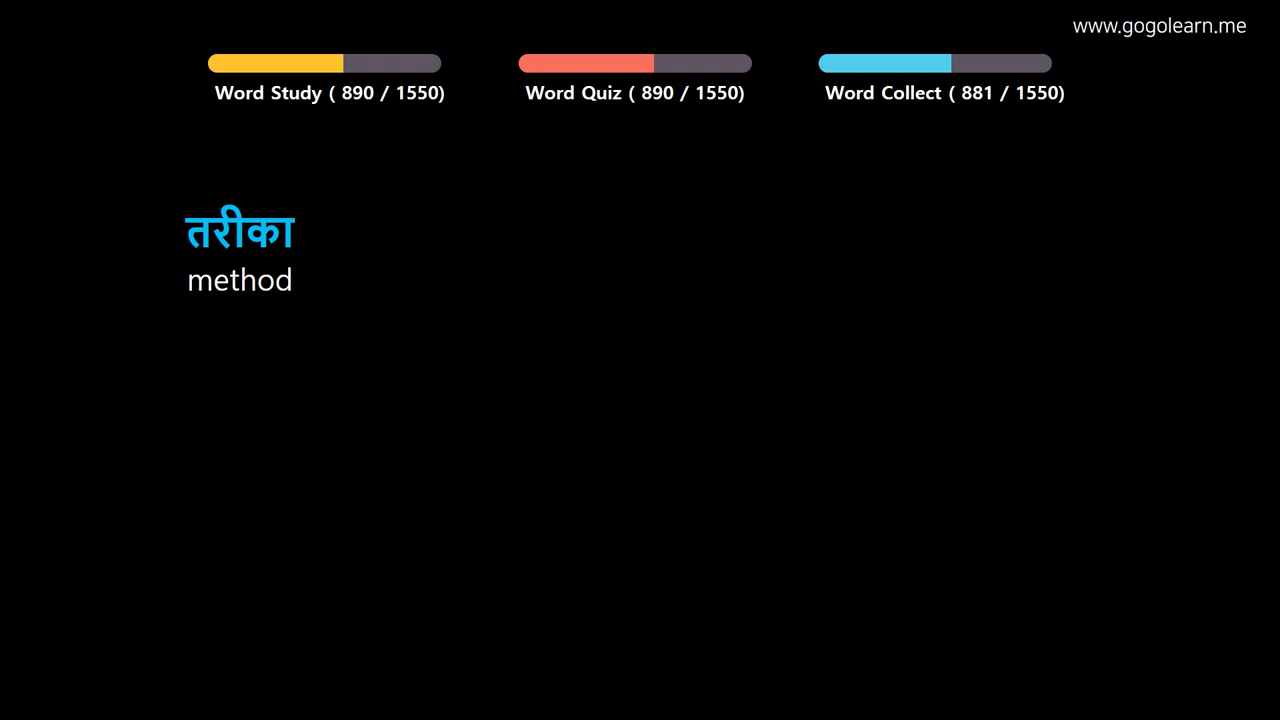 www.gogolearn.me
Word Study ( 890 / 1550)
Word Quiz ( 890 / 1550)
Word Collect ( 881 / 1550)
तरीका
method